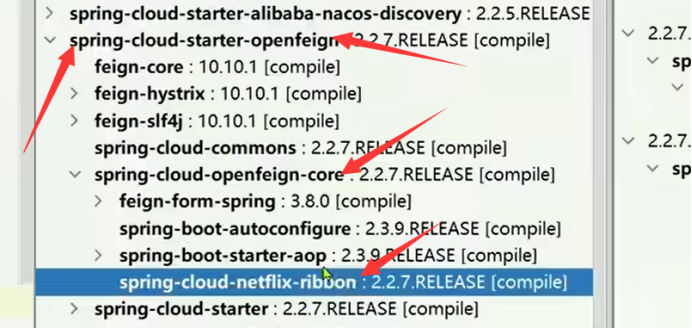 spring-cloud-starter-alibaba-nacos-discovery : 2.2.5.RELEASE
spring-cloud-starter-openfeign : 2.2.7.RELEASE [compile]
feign-core : 10.10.1 [compile]
feign-hystrix : 10.10.1 [compile]
feign-slf4j : 10.10.1 [compile]
spring-cloud-commons : 2.2.7.RELEASE [compile]
spring-cloud-openfeign-core : 2.2.7.RELEASE [compile]
feign-form-spring : 3.8.0 [compile]
spring-boot-autoconfigure : 2.3.9.RELEASE [compile]
spring-boot-starter-aop : 2.3.9.RELEASE [compile]
spring-cloud-netflix-ribbon : 2.2.7.RELEASE [compile]
spring-cloud-starter : 2.2.7.RELEASE [compile]
2.2.7.
sp
2.2.7.
sp